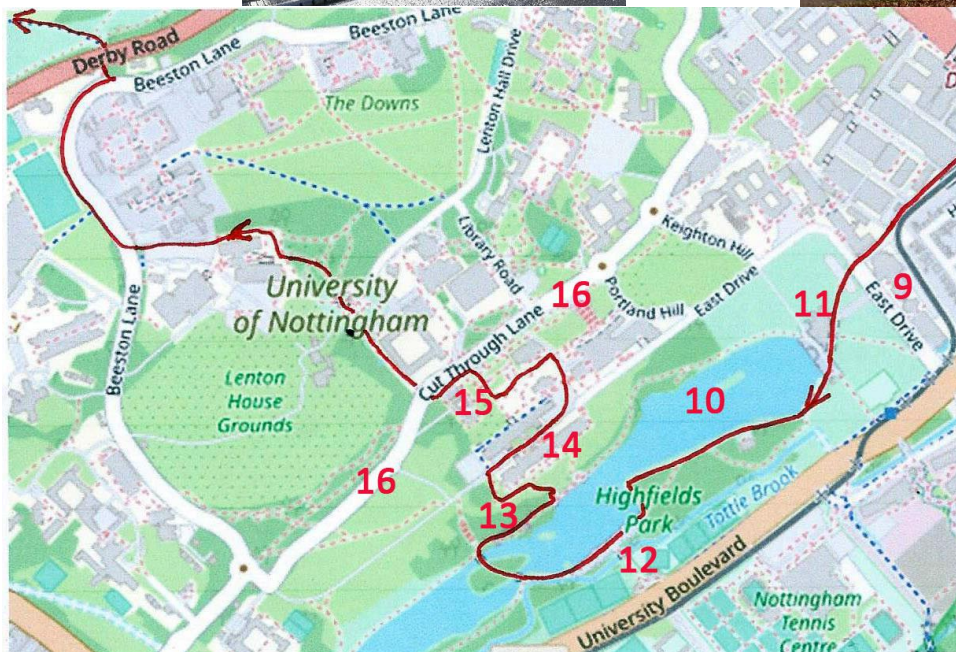 Derby Road
Beeston Lane
Beeston Lane
The Downs
Lenton Hall Drive
Library Road
Keighton Hill
Portland Hill
East Drive
East Drive
9
11
16
University
of Nottingham
Cut Through Lane
Beeston Lane
Lenton
House
Grounds
15
10
14
16
13
Highfields
Park
Tottle Brook
12
University Boulevard
Nottingham
Tennis
Centre